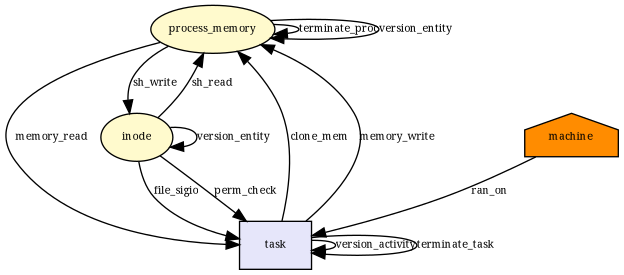 process_memory
terminate_proc
version_entity
sh_write
sh_read
memory_read
inode
version_entity
clone_mem
memory_write
machine
file_sigio
perm_check
ran_on
task
version_activity
terminate_task